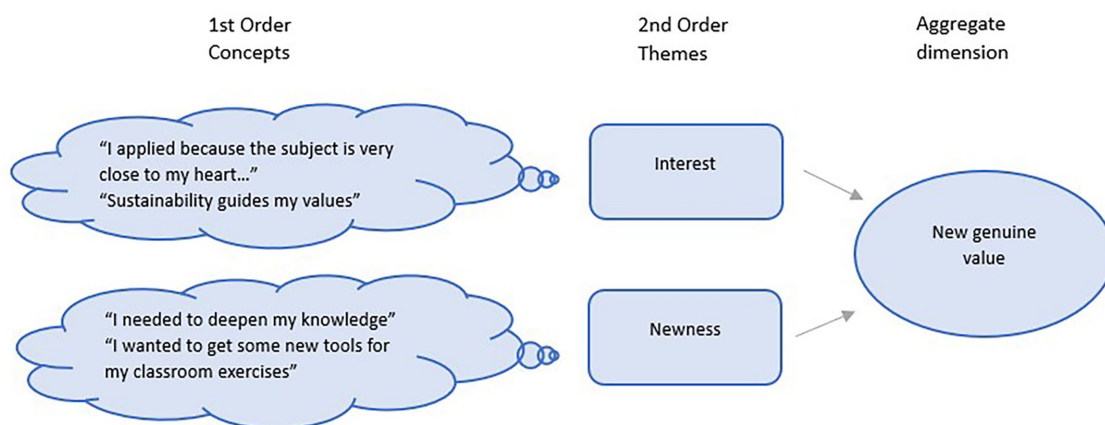 1st Order
Concepts
2nd Order
Themes
Aggregate
dimension
“I applied because the subject is very
close to my heart…”
“Sustainability guides my values”
Interest
New genuine
value
“I needed to deepen my knowledge”
“I wanted to get some new tools for
my classroom exercises”
Newness